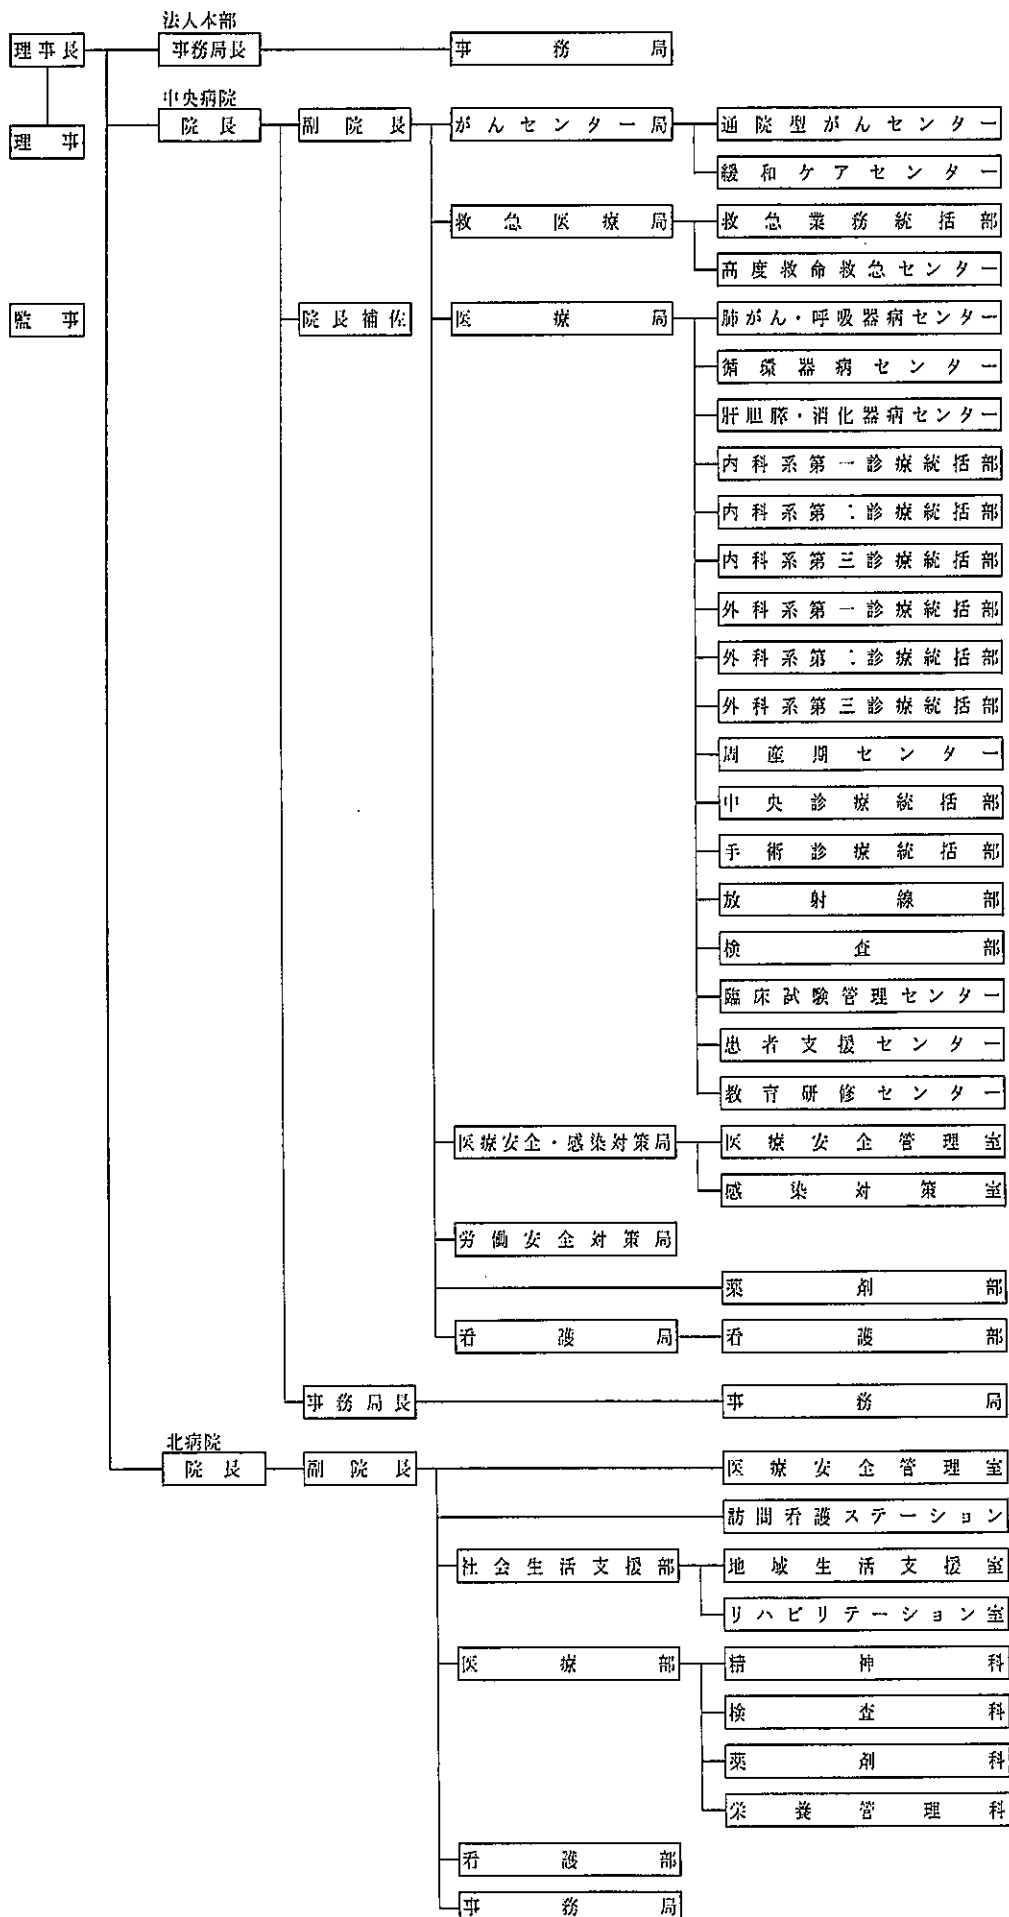 法人本部
理事長 事務局長 事務局
中央病院
院長 副院長 がんセンター局 通院型がんセンター
理事
緩和ケアセンター
救急医療局 救急業務統括部
高度救命救急センター
監事 院長補佐 医療局 肺がん・呼吸器病センター
循環器病センター
肝胆膵・消化器病センター
内科系第一診療統括部
内科系第二診療統括部
内科系第三診療統括部
外科系第一診療統括部
外科系第二診療統括部
外科系第三診療統括部
周産期センター
中央診療統括部
手術診療統括部
放射線部
検査部
臨床試験管理センター
患者支援センター
教育研修センター
医療安全・感染対策局 医療安全管理室
感染対策室
労働安全対策局
薬剤部
看護局 看護部
事務局長 事務局
北病院
院長 副院長 医療安全管理室
訪問看護ステーション
社会生活支援部 地域生活支援室
リハビリテーション室
医療部 精神科
検査科
薬剤科
栄養管理科
看護部
事務局